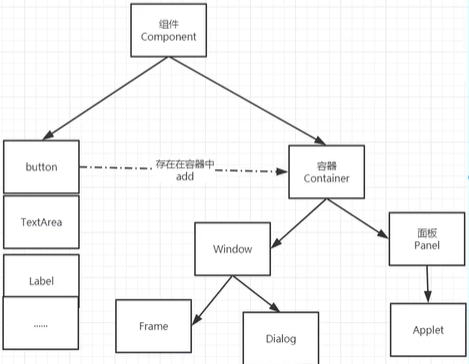 组件
Component
button
存在在容器中
add
容器
Container
TextArea
Window
面板
Panel
Label
......
Frame
Dialog
Applet